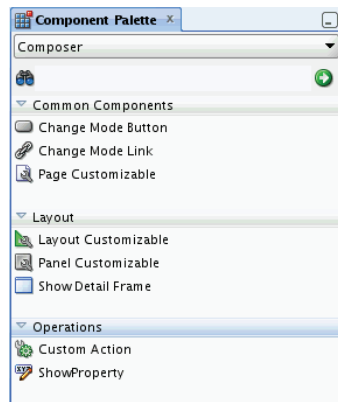 Component Palette
Composer
Common Components
Change Mode Button
Change Mode Link
Page Customizable
Layout
Layout Customizable
Panel Customizable
Show Detail Frame
Operations
Custom Action
ShowProperty